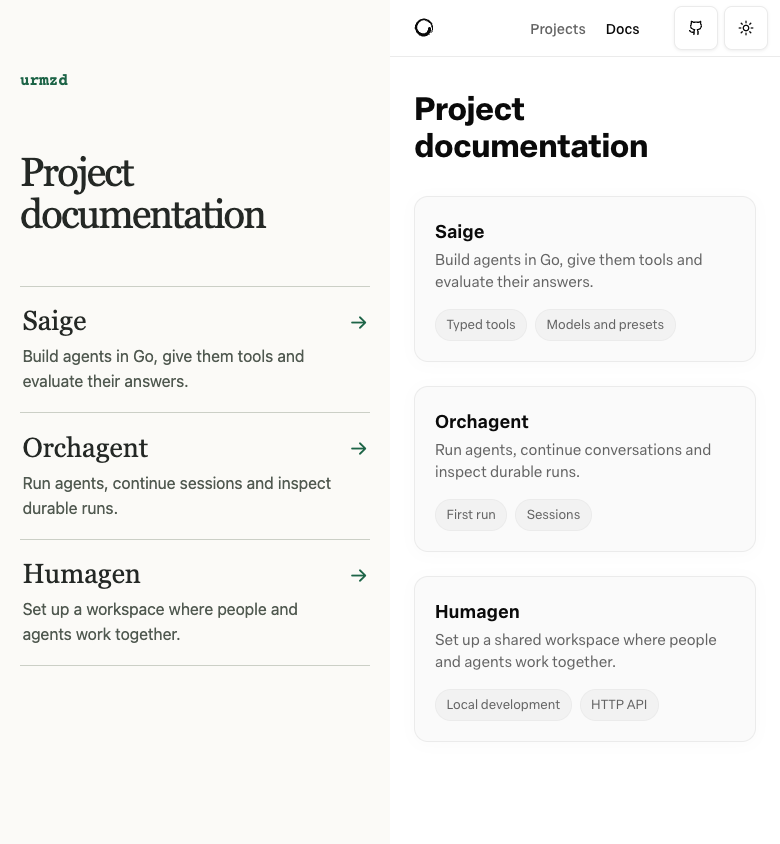 urmzd
Project
documentation
Saige
Build agents in Go, give them tools and
evaluate their answers.
Orchagent
Run agents, continue sessions and inspect
durable runs.
Humagen
Set up a workspace where people and
agents work together.
Projects Docs
Project
documentation
Saige
Build agents in Go, give them tools and
evaluate their answers.
Typed tools Models and presets
Orchagent
Run agents, continue conversations and
inspect durable runs.
First run Sessions
Humagen
Set up a shared workspace where people
and agents work together.
Local development HTTP API